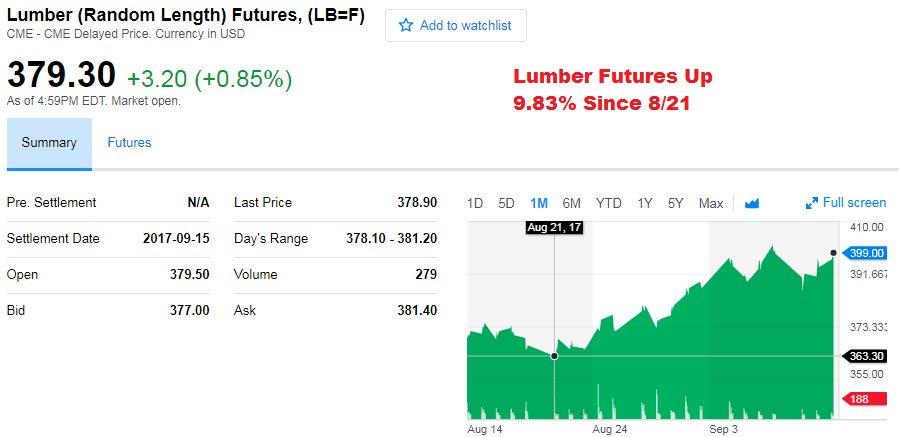 Lumber (Random Length) Futures, (LB=F)
CME - CME Delayed Price. Currency in USD
Add to watchlist
379.30 +3.20 (+0.85%)
As of 4:59PM EDT. Market open.
Lumber Futures Up
9.83% Since 8/21
Summary Futures
Pre. Settlement N/A Last Price 378.90
Settlement Date 2017-09-15 Day's Range 378.10 - 381.20
Open 379.50 Volume 279
Bid 377.00 Ask 381.40
1D 5D 1M 6M YTD 1Y 5Y Max Full screen
Aug 21, 17
410.00
399.00
391.667
373.333
363.30
355.00
188
Aug 14 Aug 24 Sep 3